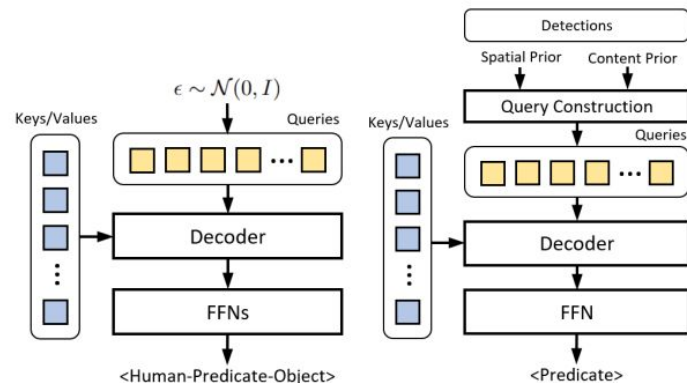 ϵ ∼ N(0, I)
Keys/Values
Queries
...
Decoder
FFNs
<Human-Predicate-Object>
Detections
Spatial Prior
Content Prior
Query Construction
Keys/Values
Queries
...
Decoder
FFN
<Predicate>